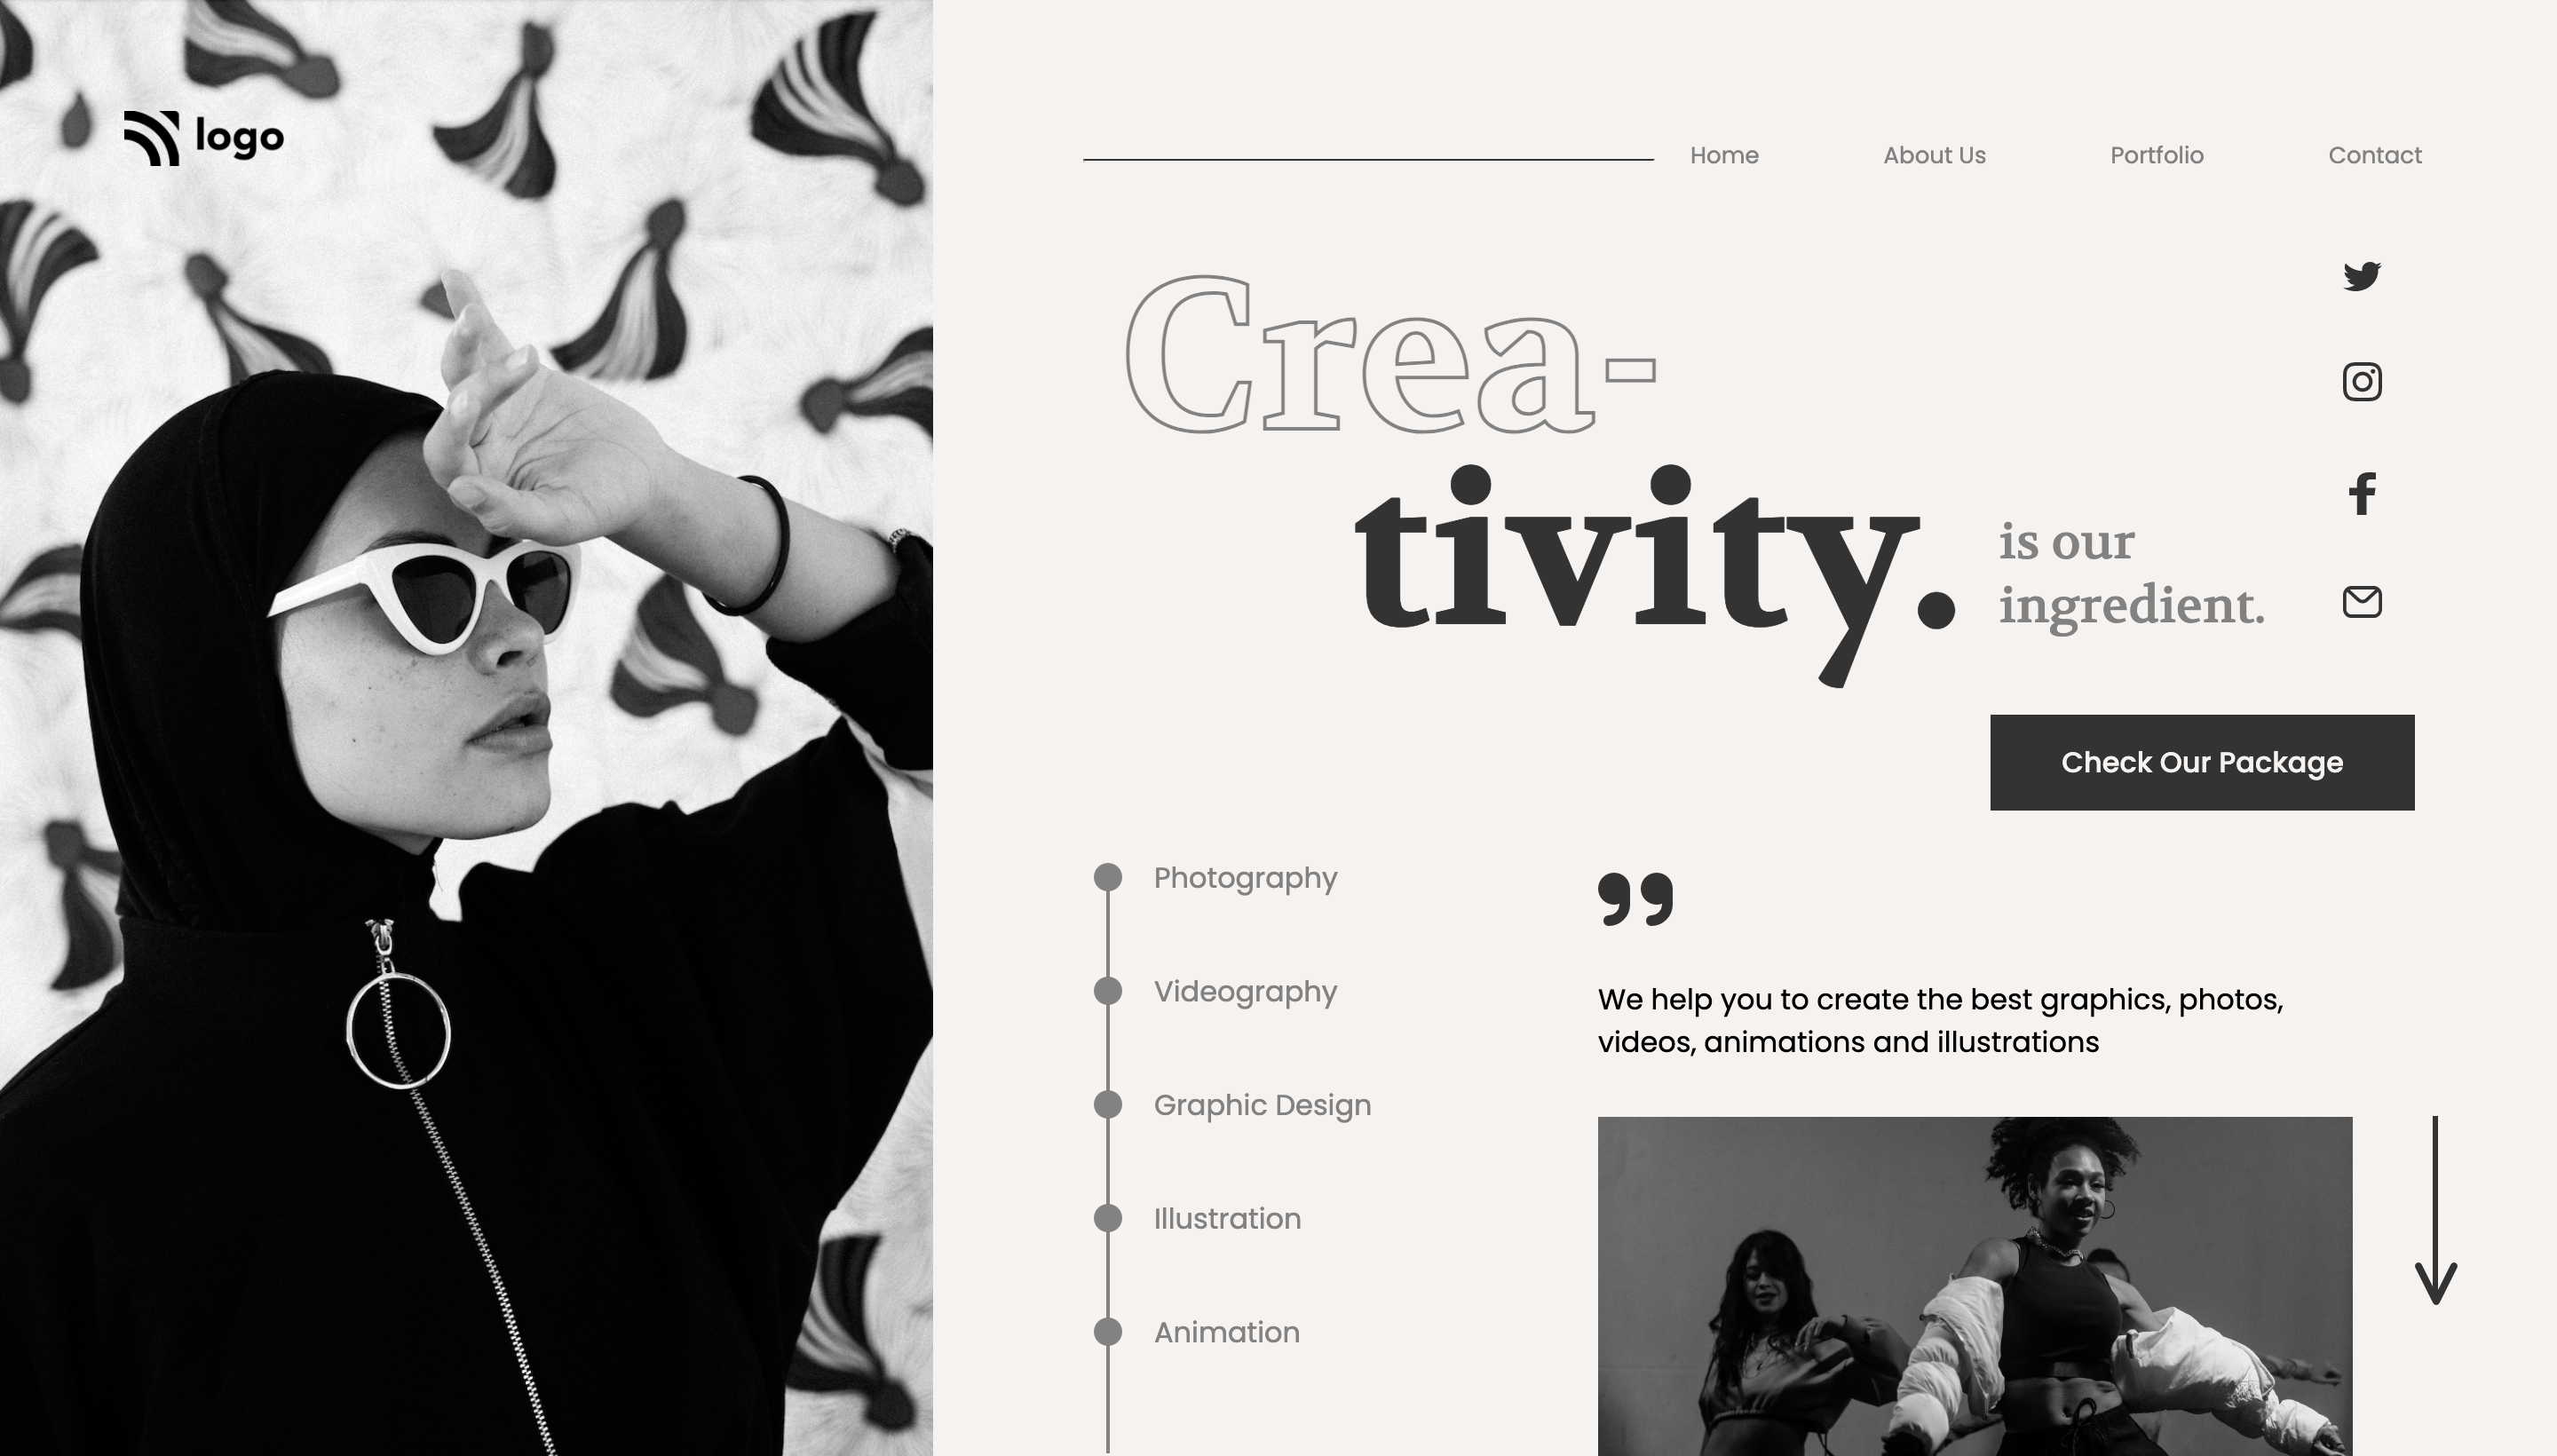 logo
Home About Us Portfolio Contact
Crea-
tivity.
is our
ingredient.
Check Our Package
Photography
Videography
Graphic Design
Illustration
Animation
”
We help you to create the best graphics, photos,
videos, animations and illustrations